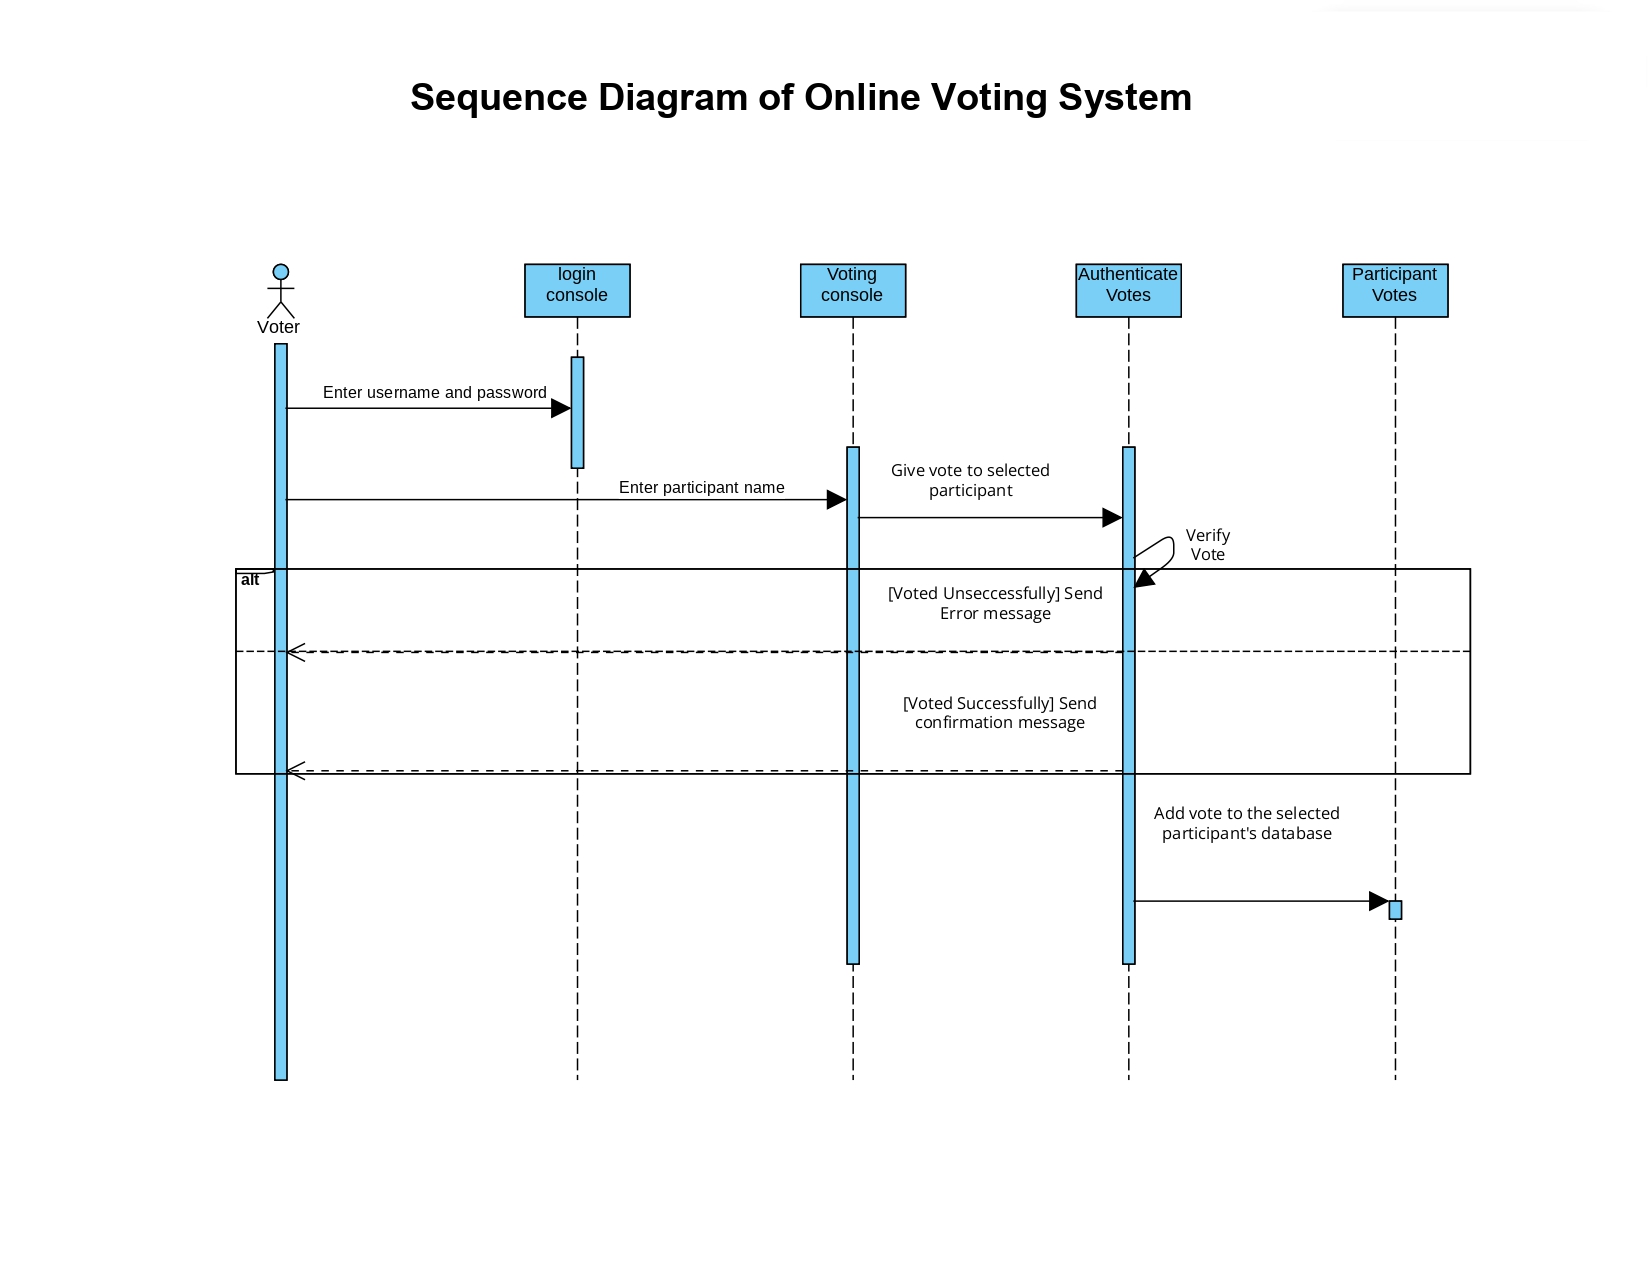 Sequence Diagram of Online Voting System
Voter
login
console
Voting
console
Authenticate
Votes
Participant
Votes
Enter username and password
Enter participant name
Give vote to selected
participant
Verify
Vote
alt
[Voted Unseccessfully] Send
Error message
[Voted Successfully] Send
confirmation message
Add vote to the selected
participant's database